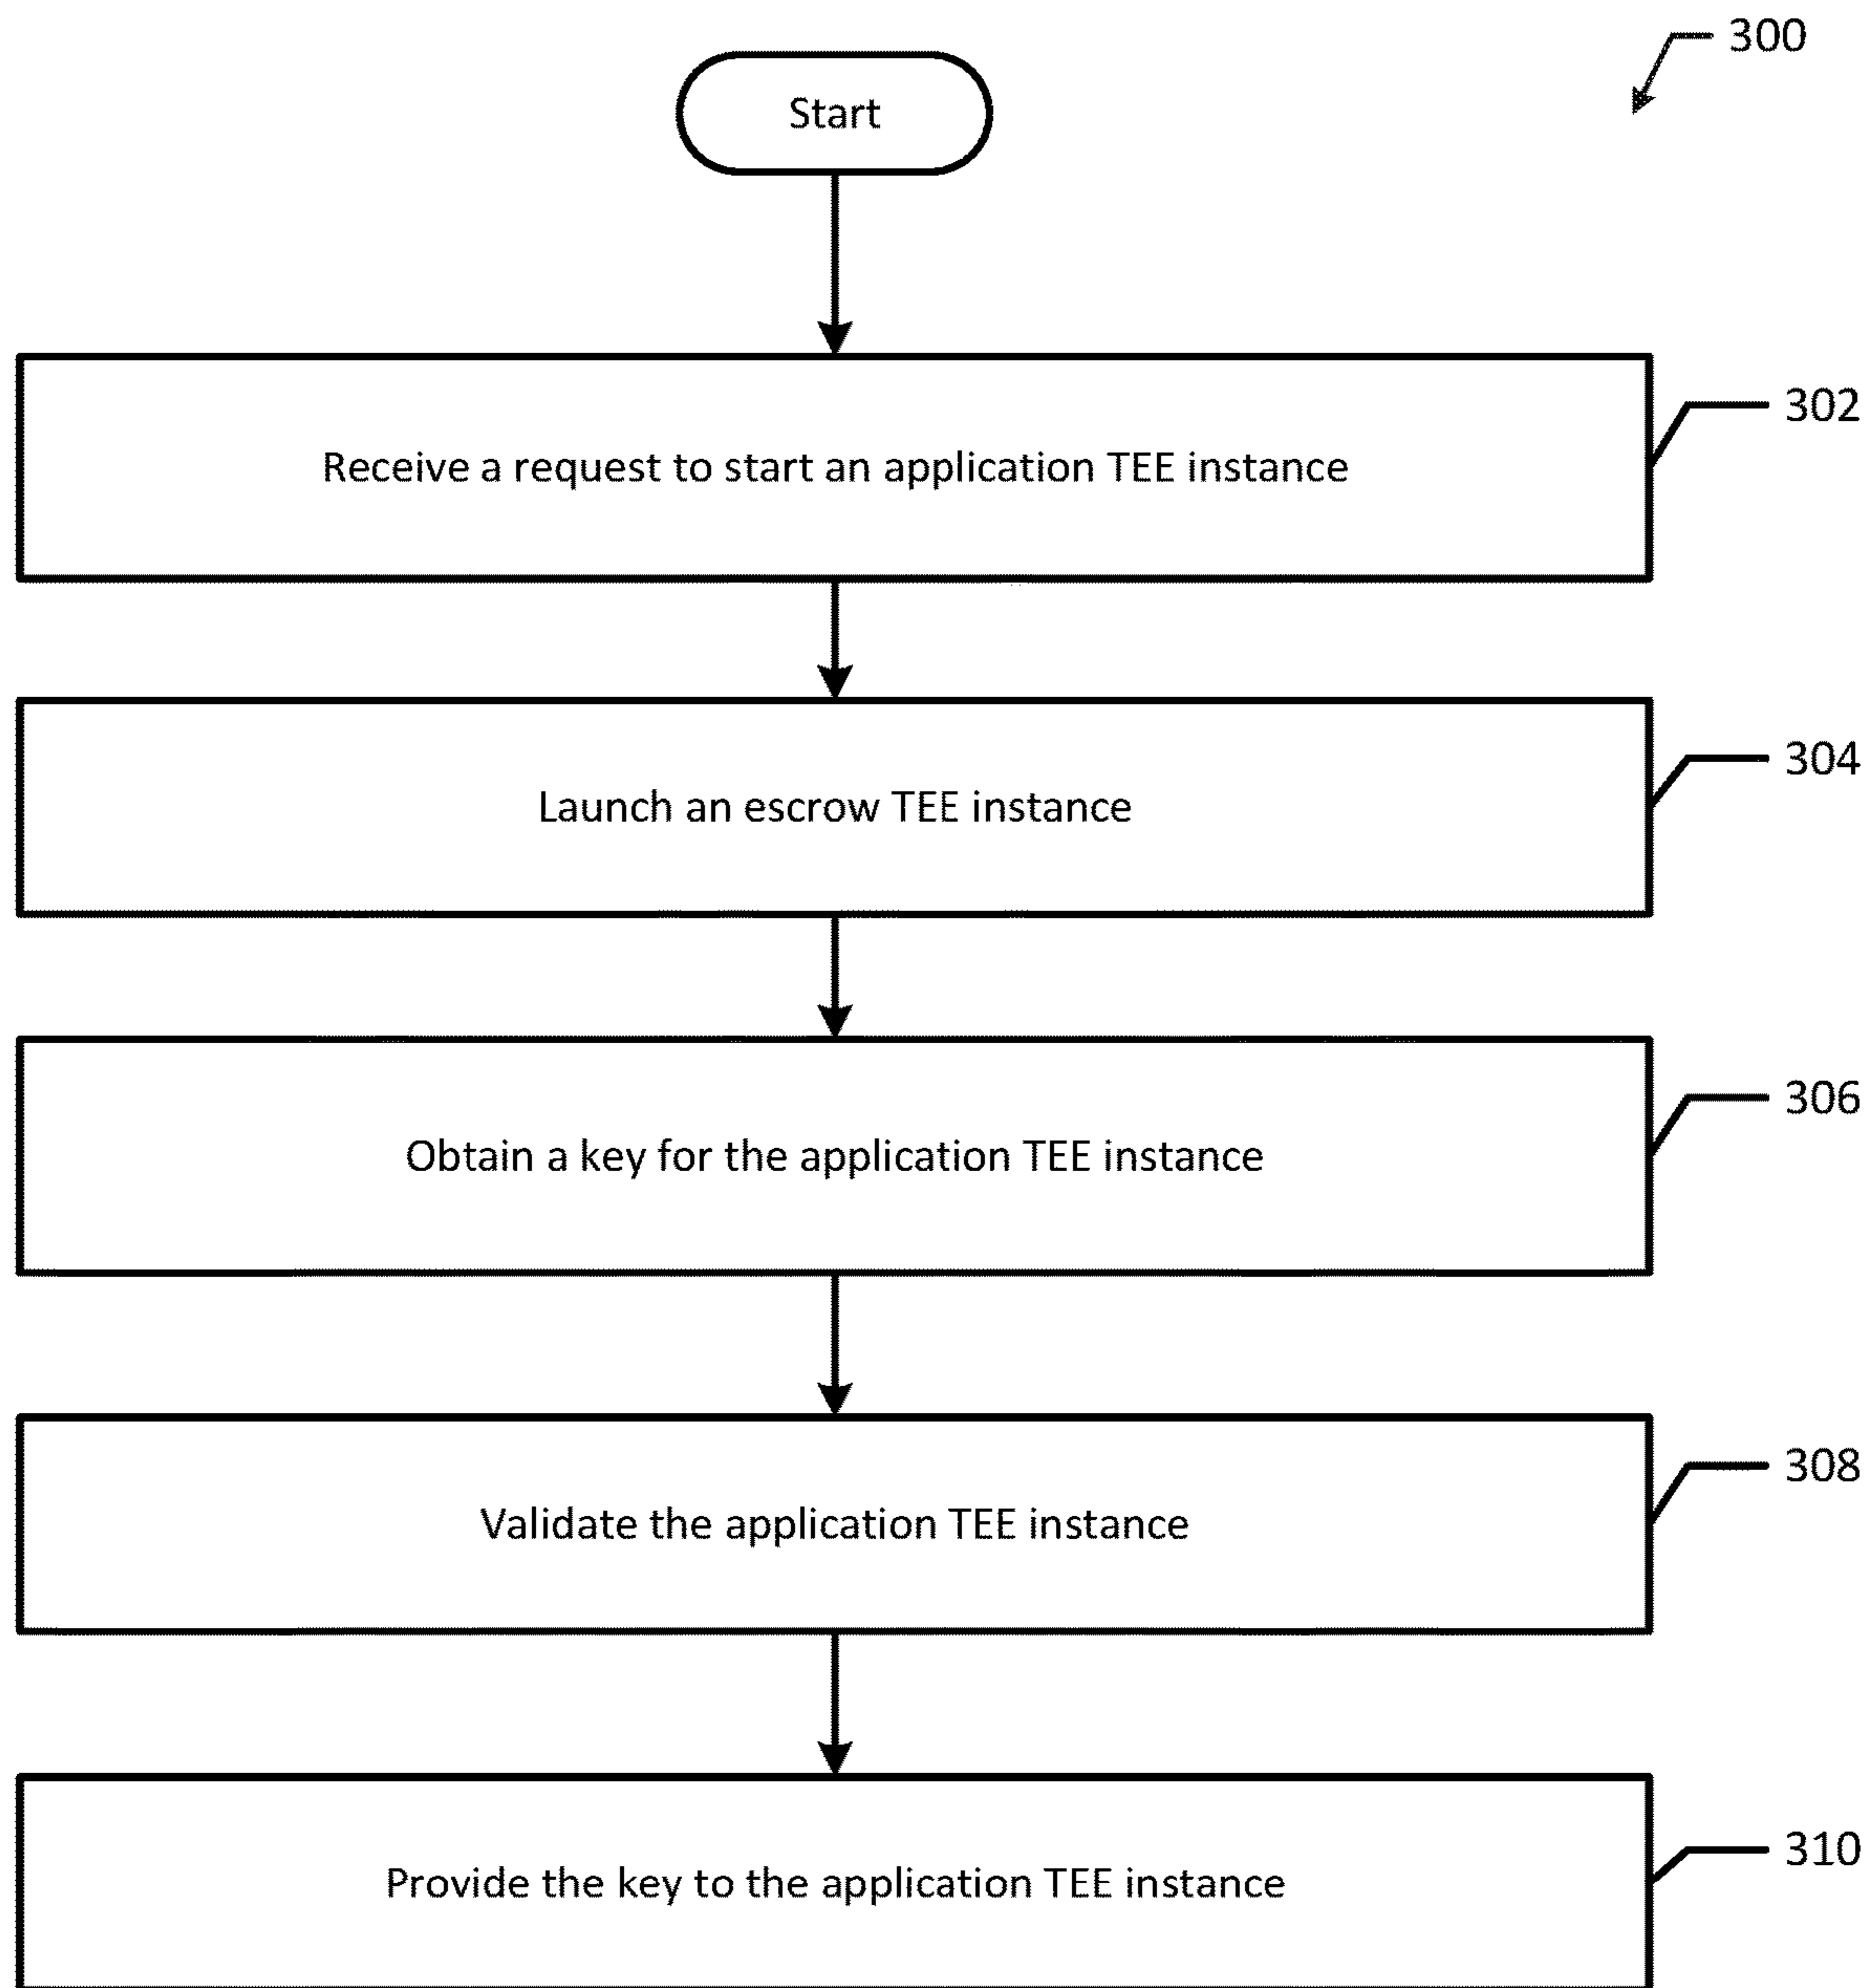 300
Start
Receive a request to start an application TEE instance
302
Launch an escrow TEE instance
304
Obtain a key for the application TEE instance
306
Validate the application TEE instance
308
Provide the key to the application TEE instance
310